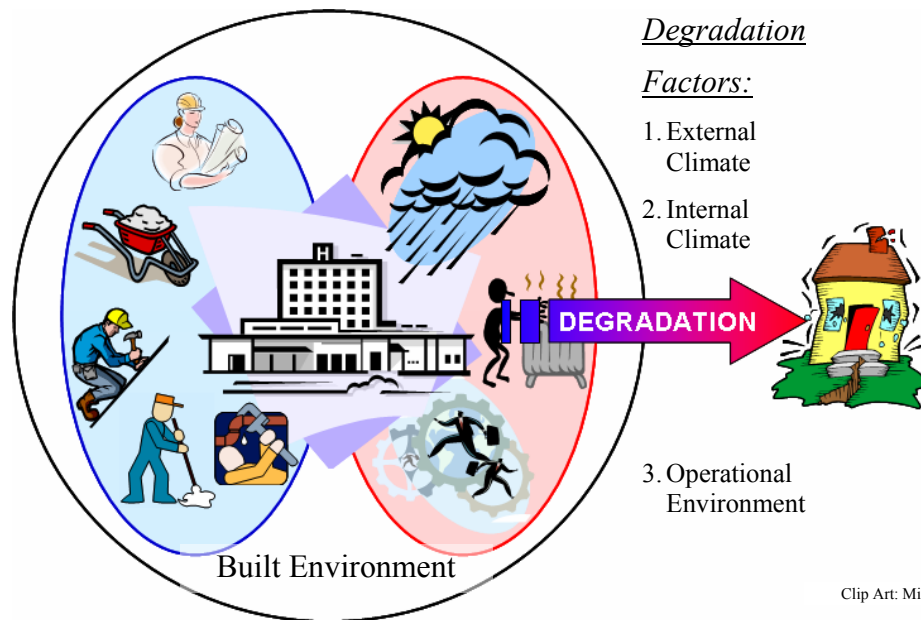 Degradation
Factors:
1. External
Climate
2. Internal
Climate
H
DEGRADATION
3. Operational
Environment
Built Environment
Clip Art: Mi